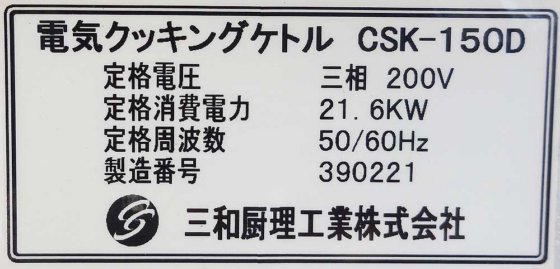 電気クッキングケトル CSK-150D
定格電圧 三相 200V
定格消費電力 21.6KW
定格周波数 50/60Hz
製造番号 390221
三和厨理工業株式会社